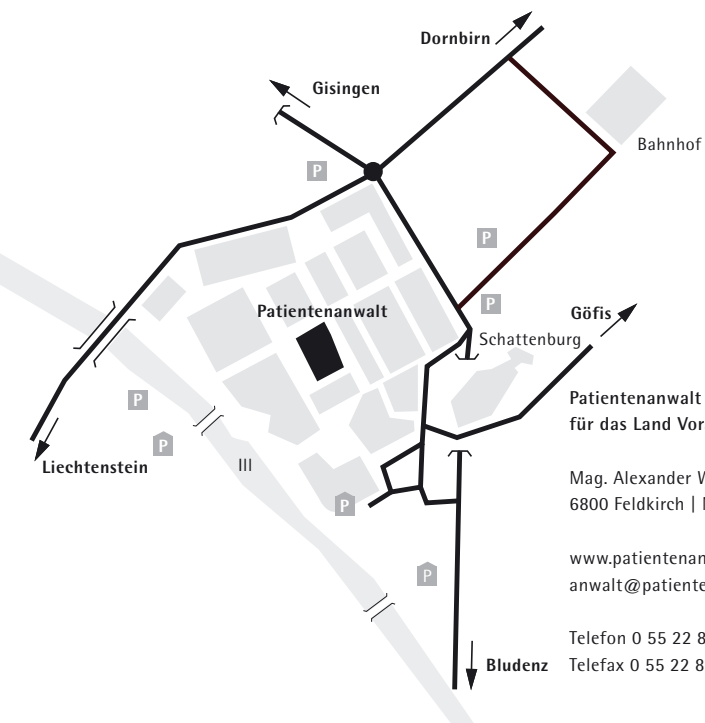 Dornbirn
Gisingen
Bahnhof
P
P
Patientenanwalt
P
Göfis
Schattenburg
P
P
Liechtenstein
Ill
P
P
Patientenanwalt
für das Land Vor
Mag. Alexander W
6800 Feldkirch |
www.patientenan
anwalt@patiente
Telefon 0 55 22 8
Telefax 0 55 22 8
Bludenz